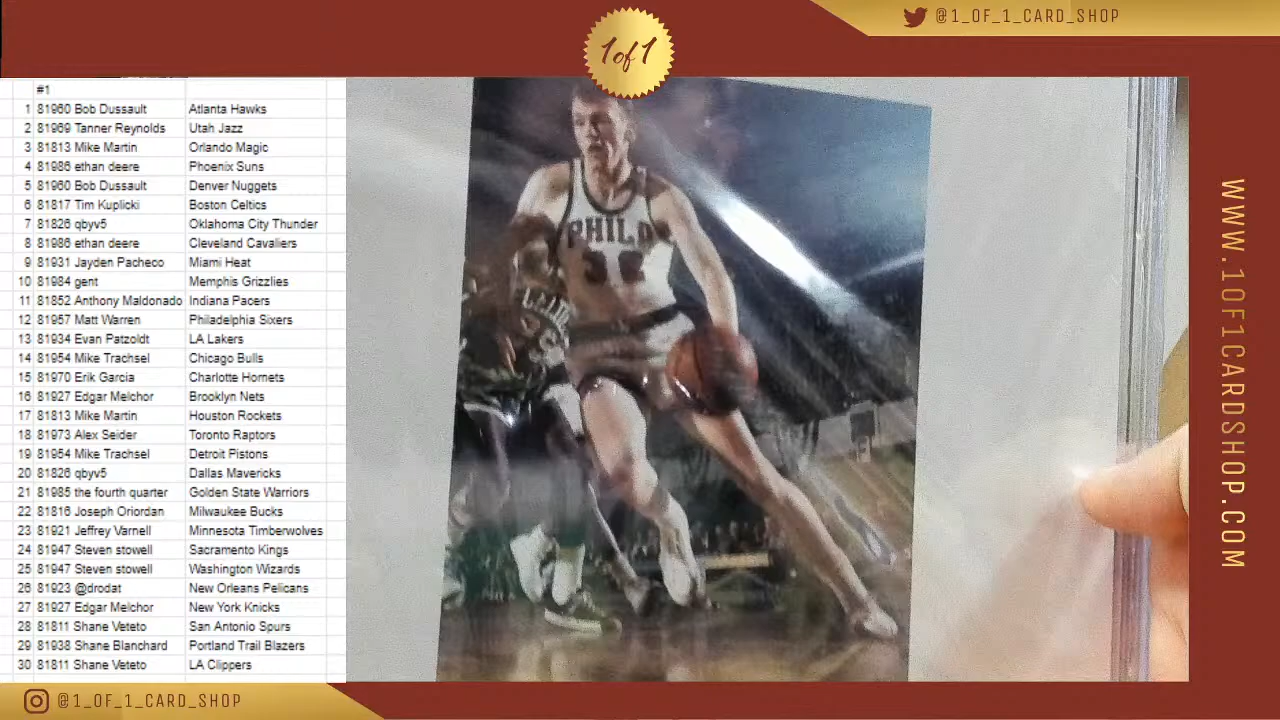 @1_OF_1_CARD_SHOP
1of1
#1
1 81960 Bob Dussault Atlanta Hawks
2 81969 Tanner Reynolds Utah Jazz
3 81813 Mike Martin Orlando Magic
4 81986 ethan deere Phoenix Suns
5 81960 Bob Dussault Denver Nuggets
6 81817 Tim Kuplicki Boston Celtics
7 81826 qbyv5 Oklahoma City Thunder
8 81986 ethan deere Cleveland Cavaliers
9 81931 Jayden Pacheco Miami Heat
10 81984 gent Memphis Grizzlies
11 81852 Anthony Maldonado Indiana Pacers
12 81957 Matt Warren Philadelphia Sixers
13 81934 Evan Patzoldt LA Lakers
14 81954 Mike Trachsel Chicago Bulls
15 81970 Erik Garcia Charlotte Hornets
16 81927 Edgar Melchor Brooklyn Nets
17 81813 Mike Martin Houston Rockets
18 81973 Alex Seider Toronto Raptors
19 81954 Mike Trachsel Detroit Pistons
20 81826 qbyv5 Dallas Mavericks
21 81985 the fourth quarter Golden State Warriors
22 81816 Joseph Oriordan Milwaukee Bucks
23 81921 Jeffrey Varnell Minnesota Timberwolves
24 81947 Steven stowell Sacramento Kings
25 81947 Steven stowell Washington Wizards
26 81923 @drodat New Orleans Pelicans
27 81927 Edgar Melchor New York Knicks
28 81811 Shane Veteto San Antonio Spurs
29 81938 Shane Blanchard Portland Trail Blazers
30 81811 Shane Veteto LA Clippers
PHILA
WWW.1OF1CARDSHOP.COM
@1_OF_1_CARD_SHOP